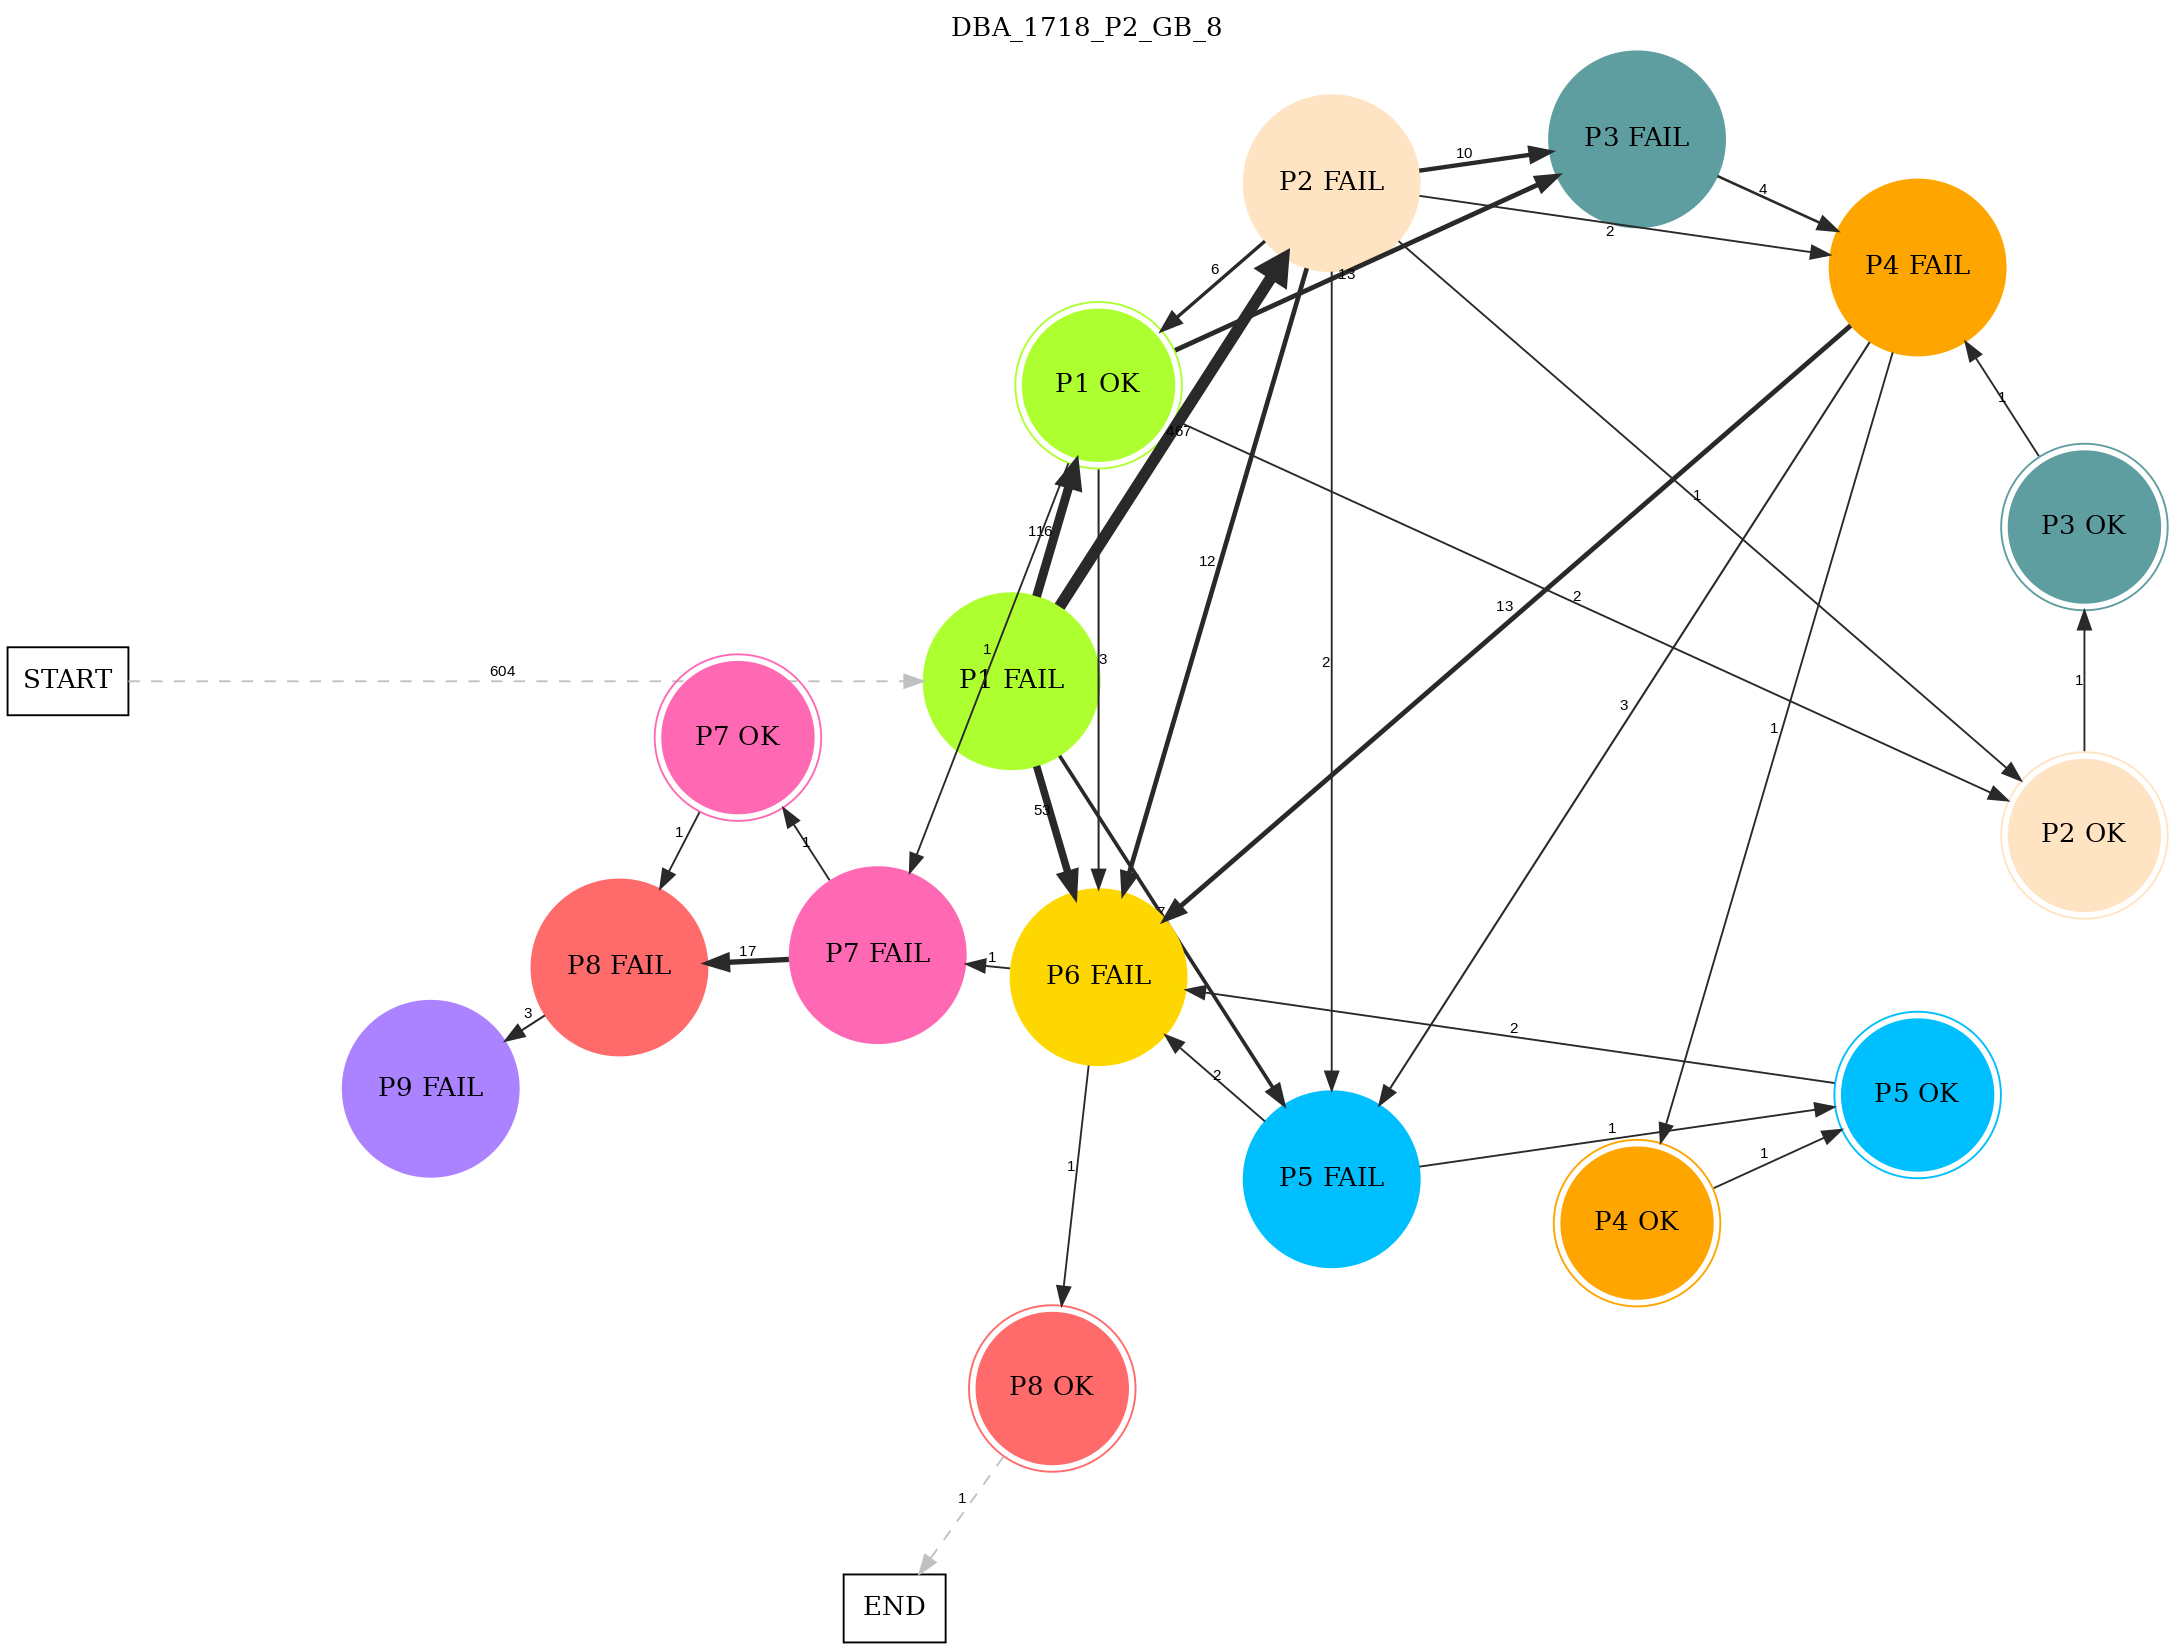 DBA_1718_P2_GB_8
P3 FAIL
10
P2 FAIL
4
2
P4 FAIL
6
13
P1 OK
1
467
1
P3 OK
116
12
2
13
1
3
2
604
START
P1 FAIL
1
3
1
P7 OK
53
1
1
P2 OK
7
17
1
P7 FAIL
P8 FAIL
P6 FAIL
3
2
2
P9 FAIL
P5 OK
1
1
1
P5 FAIL
P4 OK
P8 OK
1
END